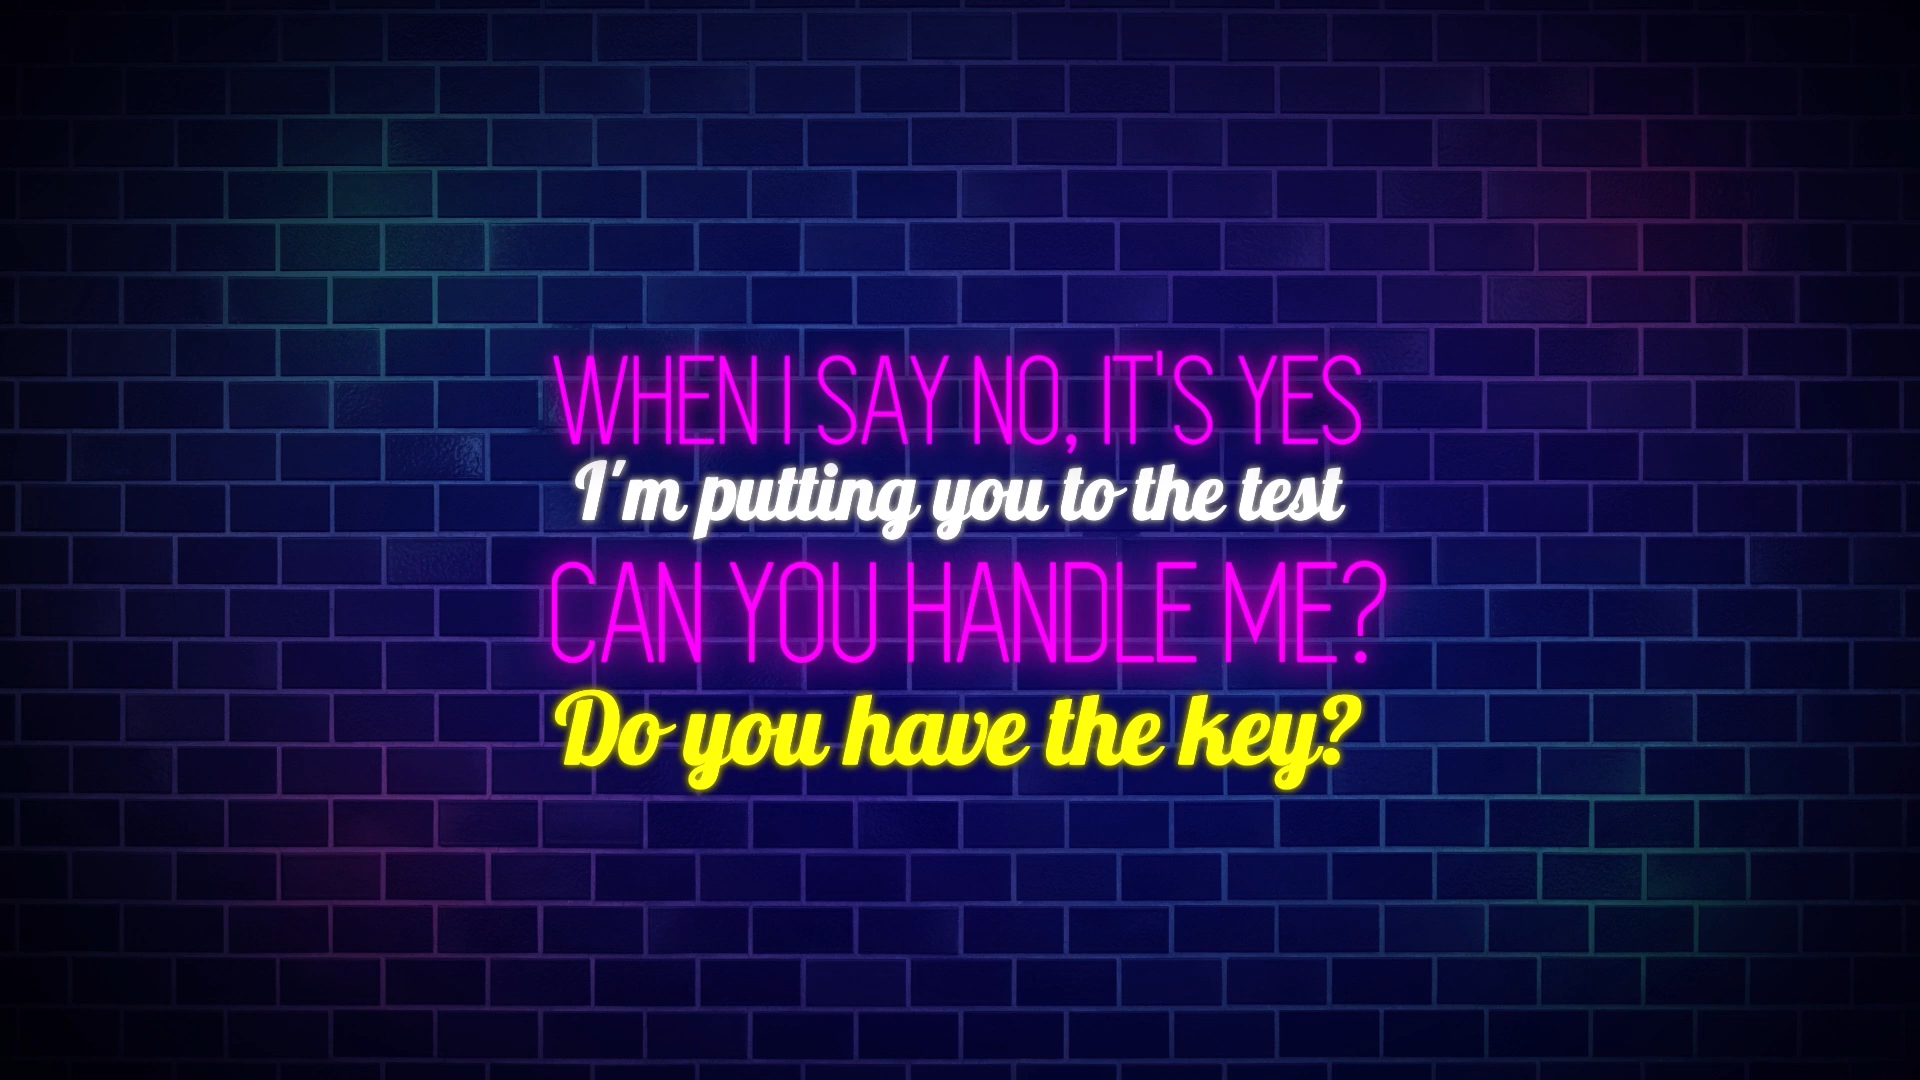 WHEN I SAY NO, IT'S YES
I'm putting you to the test
CAN YOU HANDLE ME?
Do you have the key?